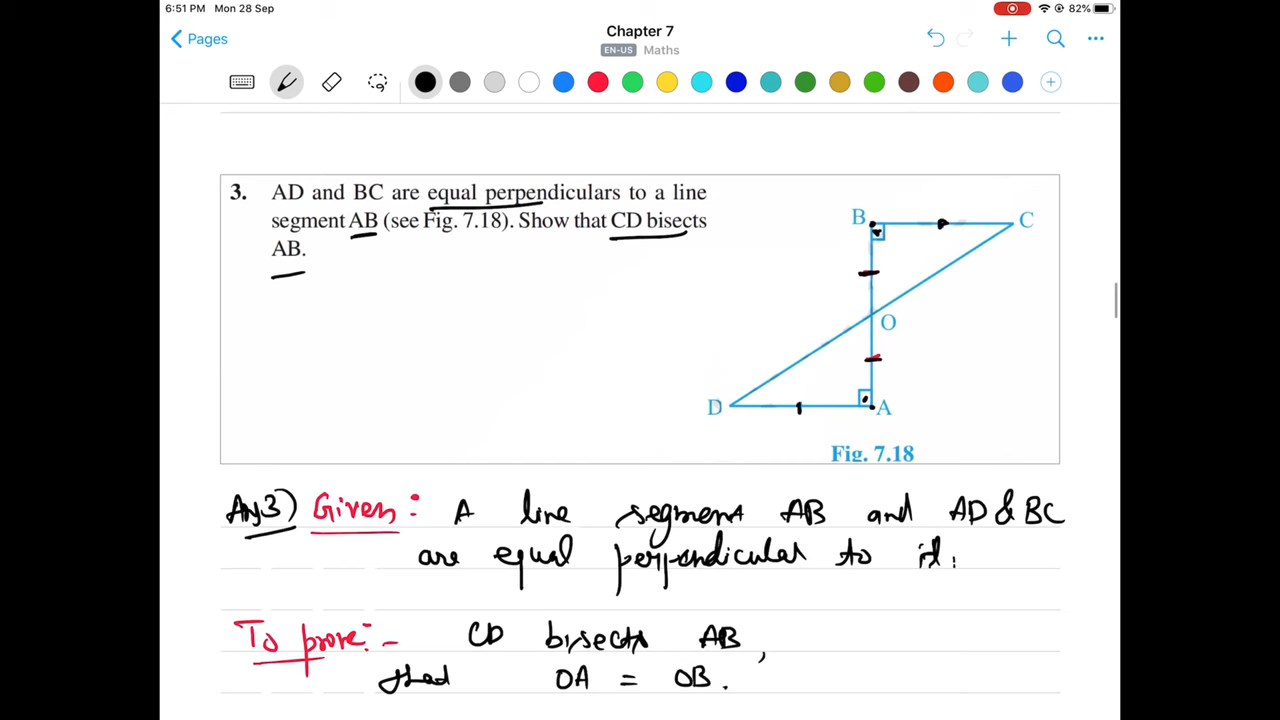 6:51 PM Mon 28 Sep
82%
Pages
Chapter 7
EN-US Maths
3. AD and BC are equal perpendiculars to a line
segment AB (see Fig. 7.18). Show that CD bisects
AB.
B
C
O
D
A
Fig. 7.18
Ans3) Given: A line segment AB and AD & BC
are equal perpendicular to it.
To prove:- CD bisects AB,
that OA = OB.